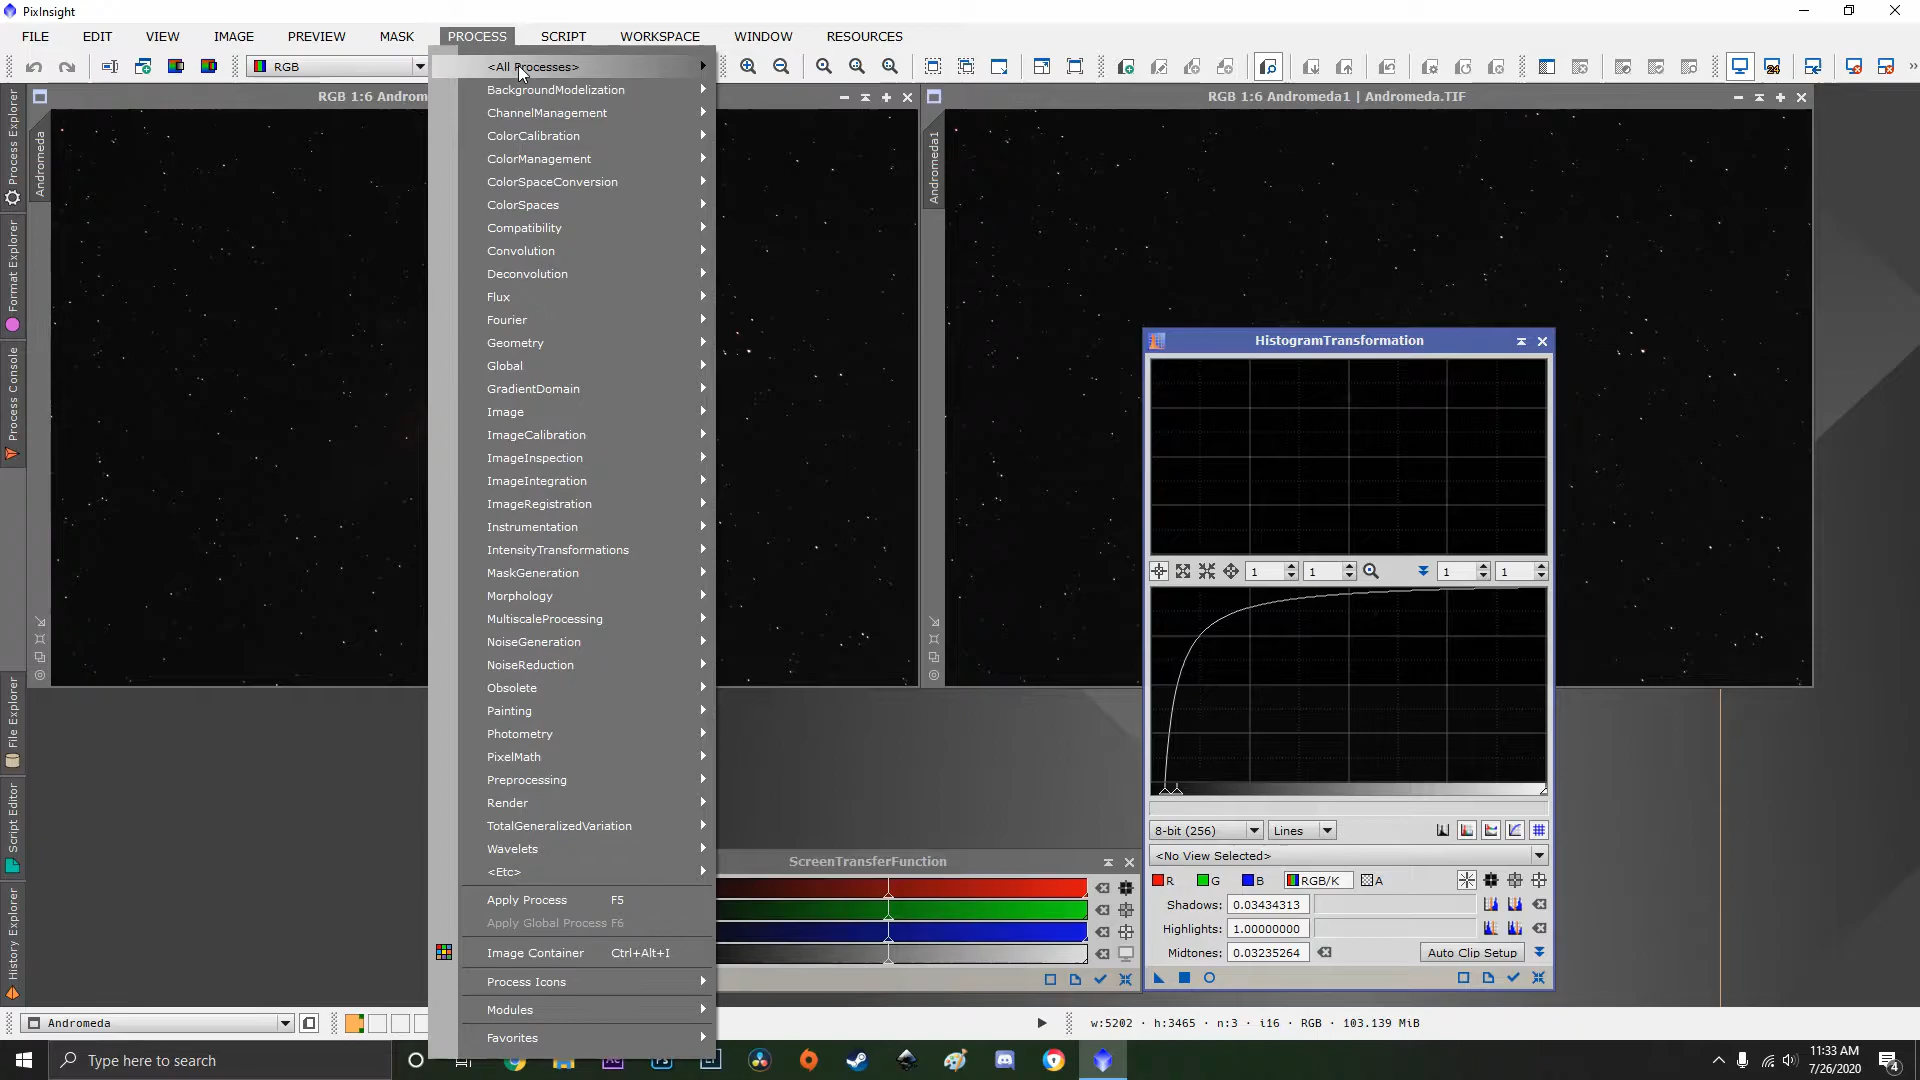 PixInsight
FILE EDIT VIEW IMAGE PREVIEW MASK PROCESS SCRIPT WORKSPACE WINDOW RESOURCES
RGB
RGB 1:6 Androm
RGB 1:6 Andromeda1 | Andromeda.TIF
Process Explorer
Format Explorer
Process Console
File Explorer
Script Editor
History Explorer
Andromeda
Andromeda1
<All Processes>
BackgroundModelization
ChannelManagement
ColorCalibration
ColorManagement
ColorSpaceConversion
ColorSpaces
Compatibility
Convolution
Deconvolution
Flux
Fourier
Geometry
Global
GradientDomain
Image
ImageCalibration
ImageInspection
ImageIntegration
ImageRegistration
Instrumentation
IntensityTransformations
MaskGeneration
Morphology
MultiscaleProcessing
NoiseGeneration
NoiseReduction
Obsolete
Painting
Photometry
PixelMath
Preprocessing
Render
TotalGeneralizedVariation
Wavelets
<Etc>
Apply Process F5
Apply Global Process F6
Image Container Ctrl+Alt+I
Process Icons
Modules
Favorites
ScreenTransferFunction
HistogramTransformation
1 1 1 1
8-bit (256) Lines
<No View Selected>
R G B RGB/K A
Shadows: 0.03434313
Highlights: 1.00000000
Midtones: 0.03235264 Auto Clip Setup
Andromeda
w:5202 · h:3465 · n:3 · i16 · RGB · 103.139 MiB
Type here to search
11:33 AM
7/26/2020
4